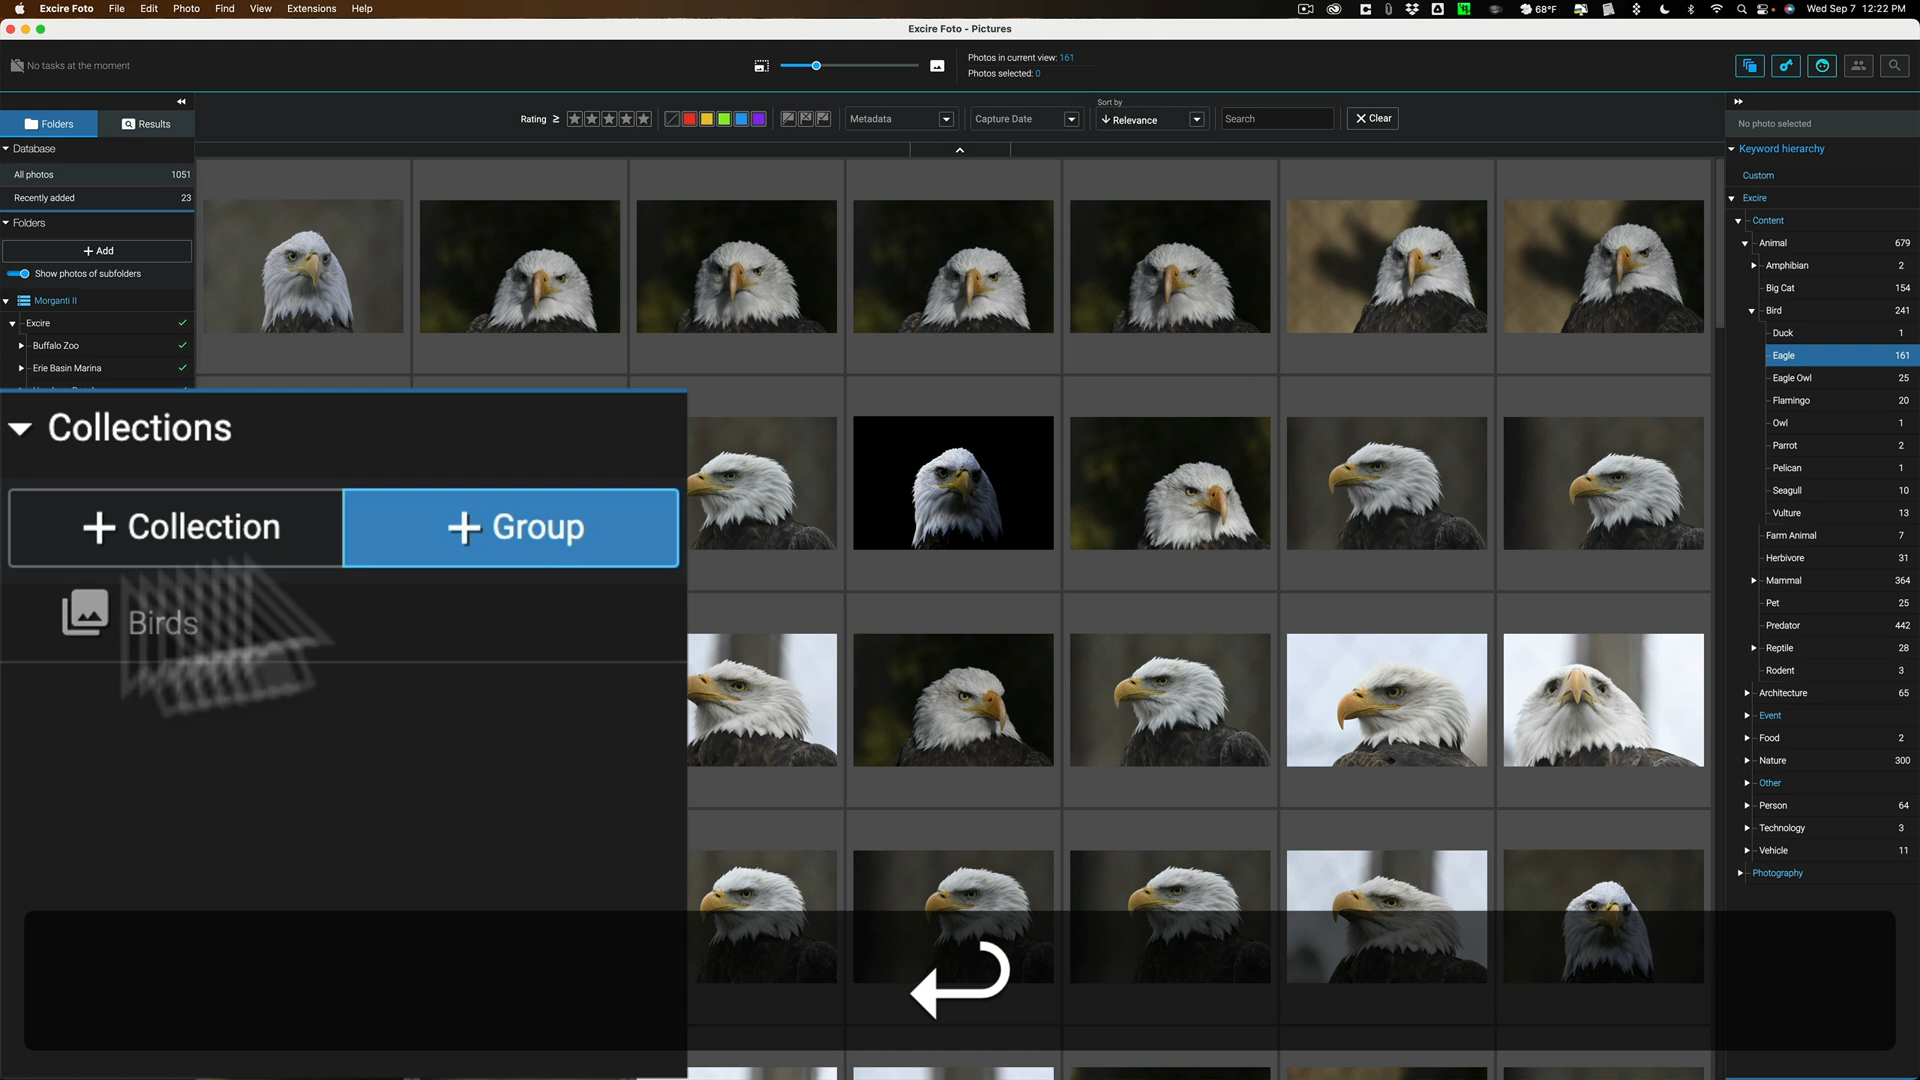 Excire Foto File Edit Photo Find View Extensions Help 68°F Wed Sep 7 12:22 PM
Excire Foto - Pictures
No tasks at the moment
Photos in current view: 161
Photos selected: 0
Folders Results
Database
All photos 1051
Recently added 23
Folders
+ Add
Show photos of subfolders
Morganti II
Excire
Buffalo Zoo
Erie Basin Marina
Collections
+ Collection + Group
Birds
Rating ≥ Metadata Capture Date
Sort by
Relevance
Search
Clear
No photo selected
Keyword hierarchy
Custom
Excire
Content
Animal 679
Amphibian 2
Big Cat 154
Bird 241
Duck 1
Eagle 161
Eagle Owl 25
Flamingo 20
Owl 1
Parrot 2
Pelican 1
Seagull 10
Vulture 13
Farm Animal 7
Herbivore 31
Mammal 364
Pet 25
Predator 442
Reptile 28
Rodent 3
Architecture 65
Event
Food 2
Nature 300
Other
Person 64
Technology 3
Vehicle 11
Photography